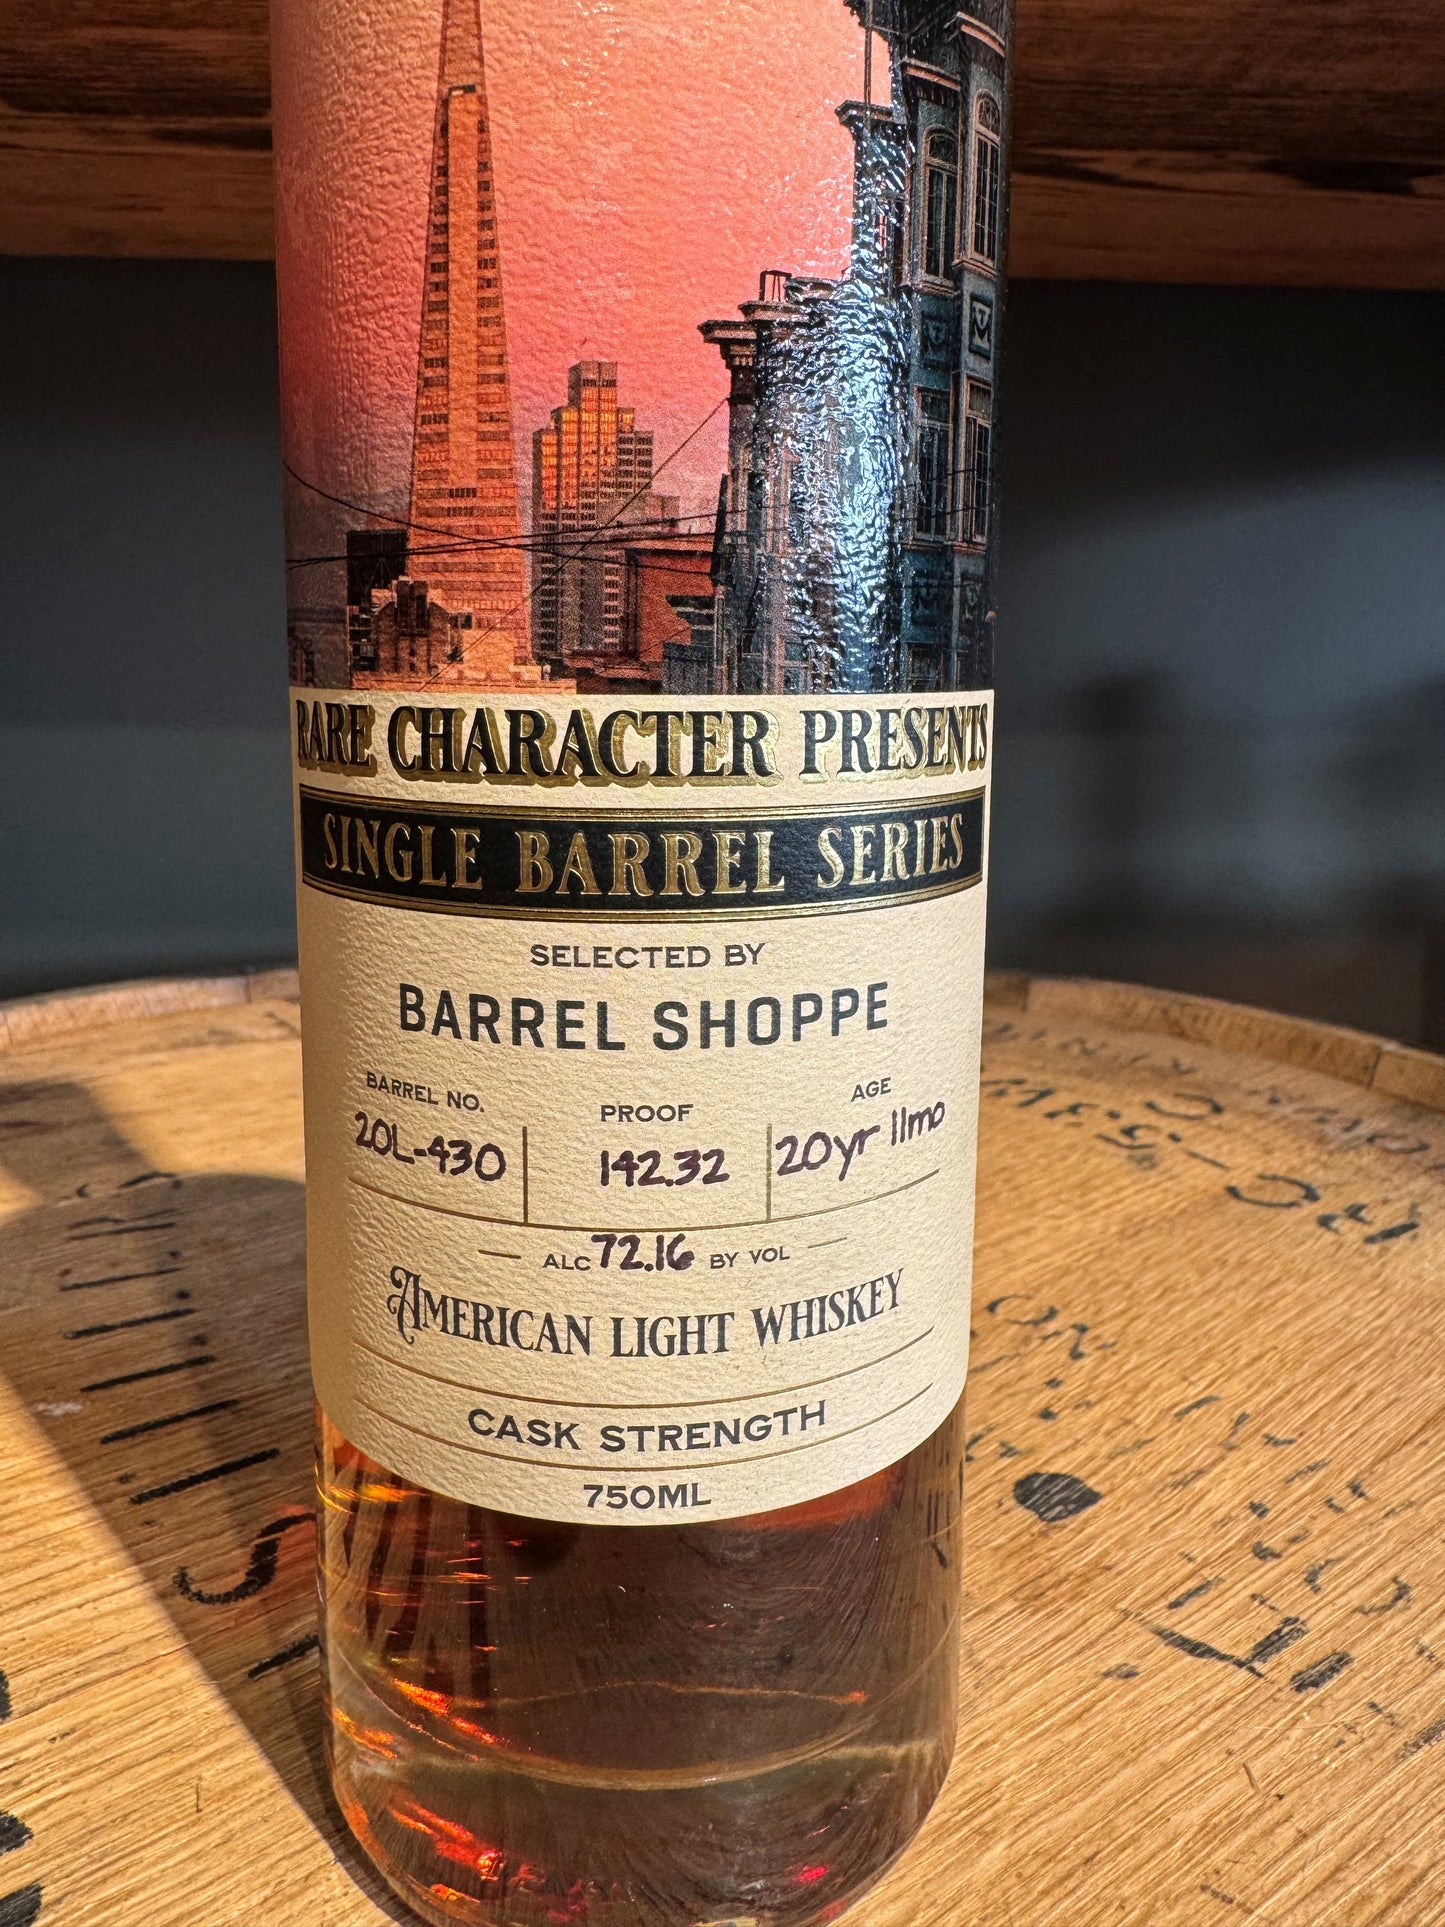 RARE CHARACTER PRESENTS
SINGLE BARREL SERIES
SELECTED BY
BARREL SHOPPE
BARREL NO. PROOF AGE
20L-430 142.32 20yr 11mo
ALC 72.16 BY VOL
AMERICAN LIGHT WHISKEY
CASK STRENGTH
750ML